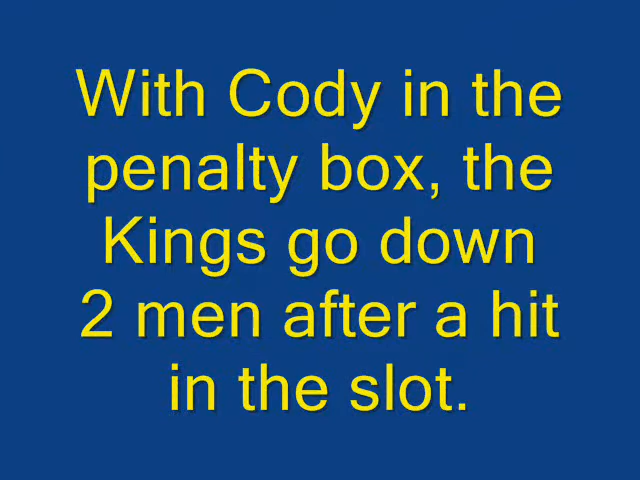 With Cody in the
penalty box, the
Kings go down
2 men after a hit
in the slot.